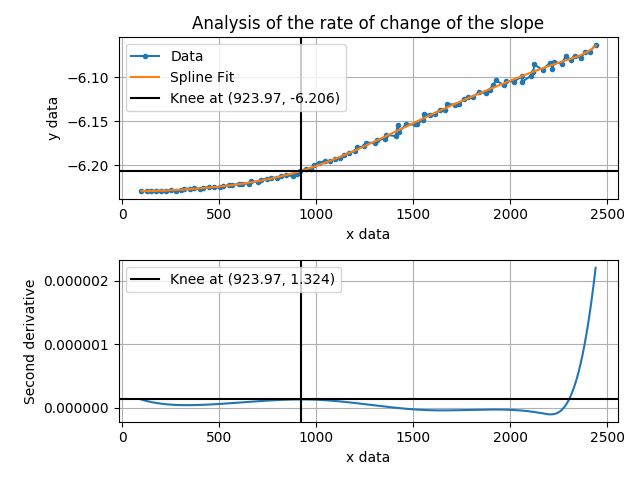 Analysis of the rate of change of the slope
Data
Spline Fit
Knee at (923.97, -6.206)
−6.10
−6.15
−6.20
y data
0
500
1000
1500
2000
2500
x data
Knee at (923.97, 1.324)
0.000002
0.000001
0.000000
Second derivative
0
500
1000
1500
2000
2500
x data